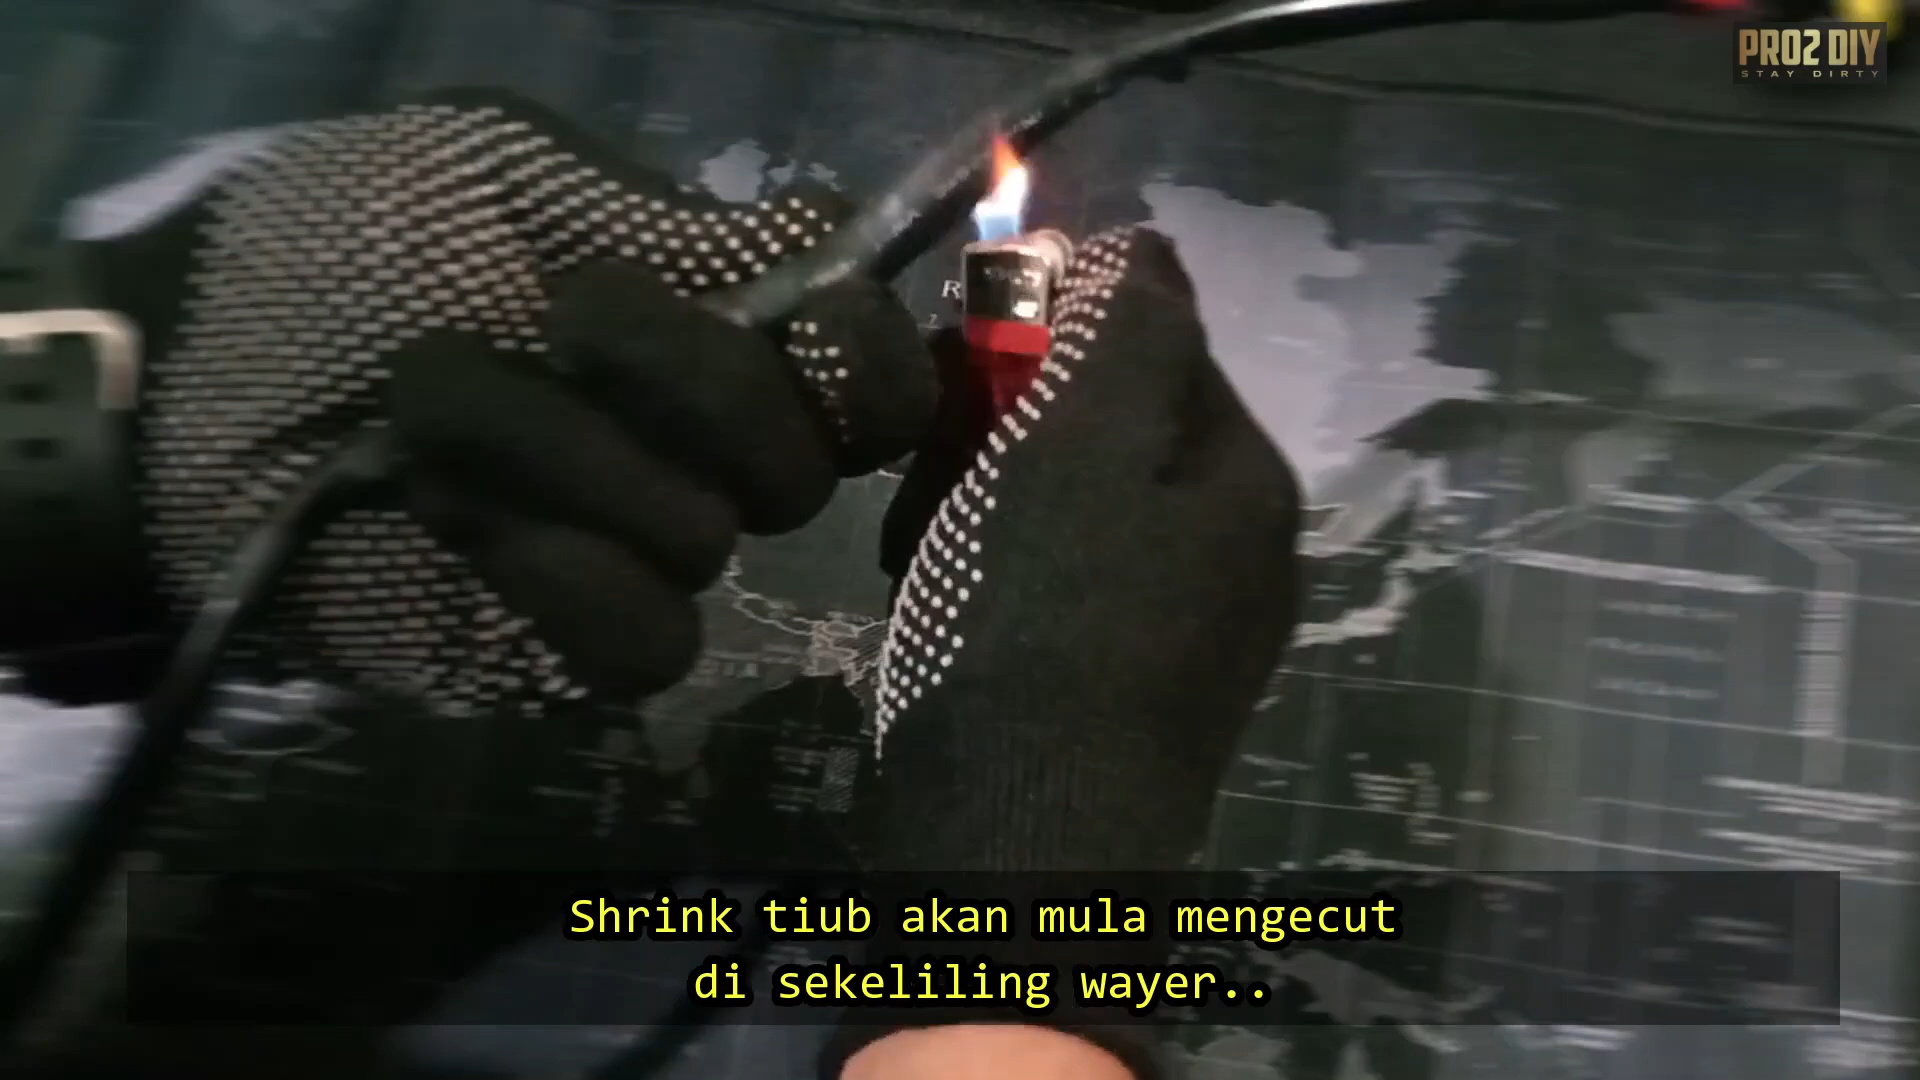 PRO2 DIY
STAY DIRTY
R
Shrink tiub akan mula mengecut
di sekeliling wayer..